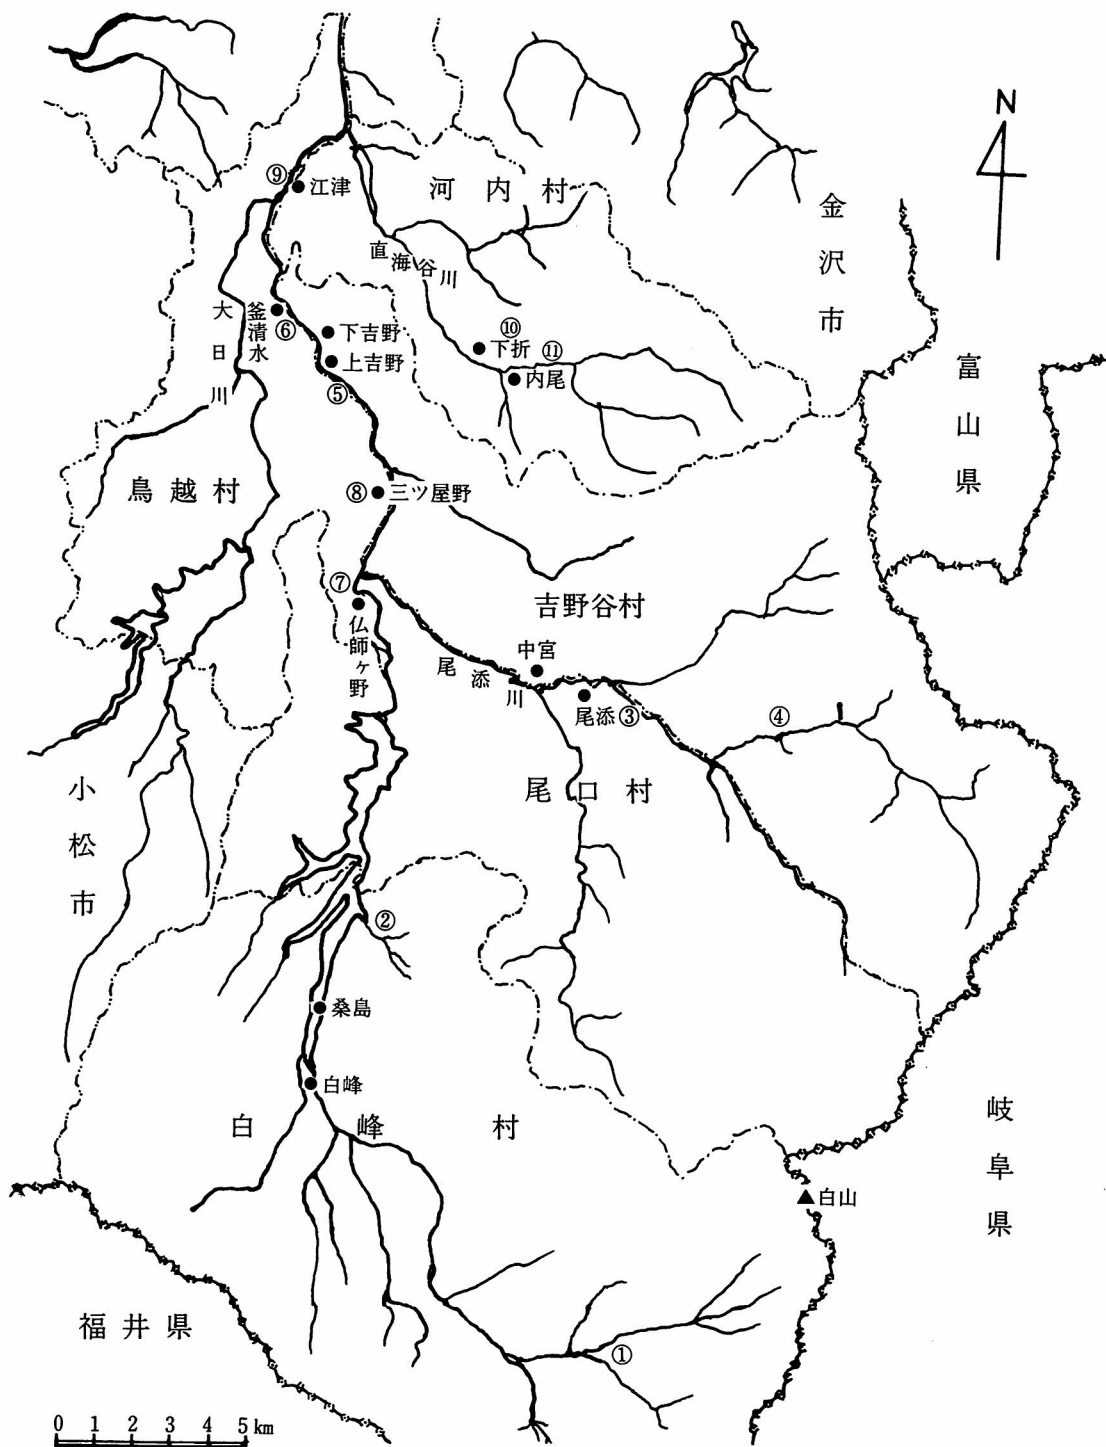 N
⑨
江津
河内村
金沢市
直海谷川
大日川
釜清水
⑥
下吉野
上吉野
⑤
⑩
下折
⑪
内尾
富山県
鳥越村
⑧
三ツ屋野
⑦
仏師ヶ野
吉野谷村
中宮
尾添川
尾添
③
④
尾口村
小松市
②
桑島
白峰
白峰村
白山
岐阜県
福井県
①
0 1 2 3 4 5 km